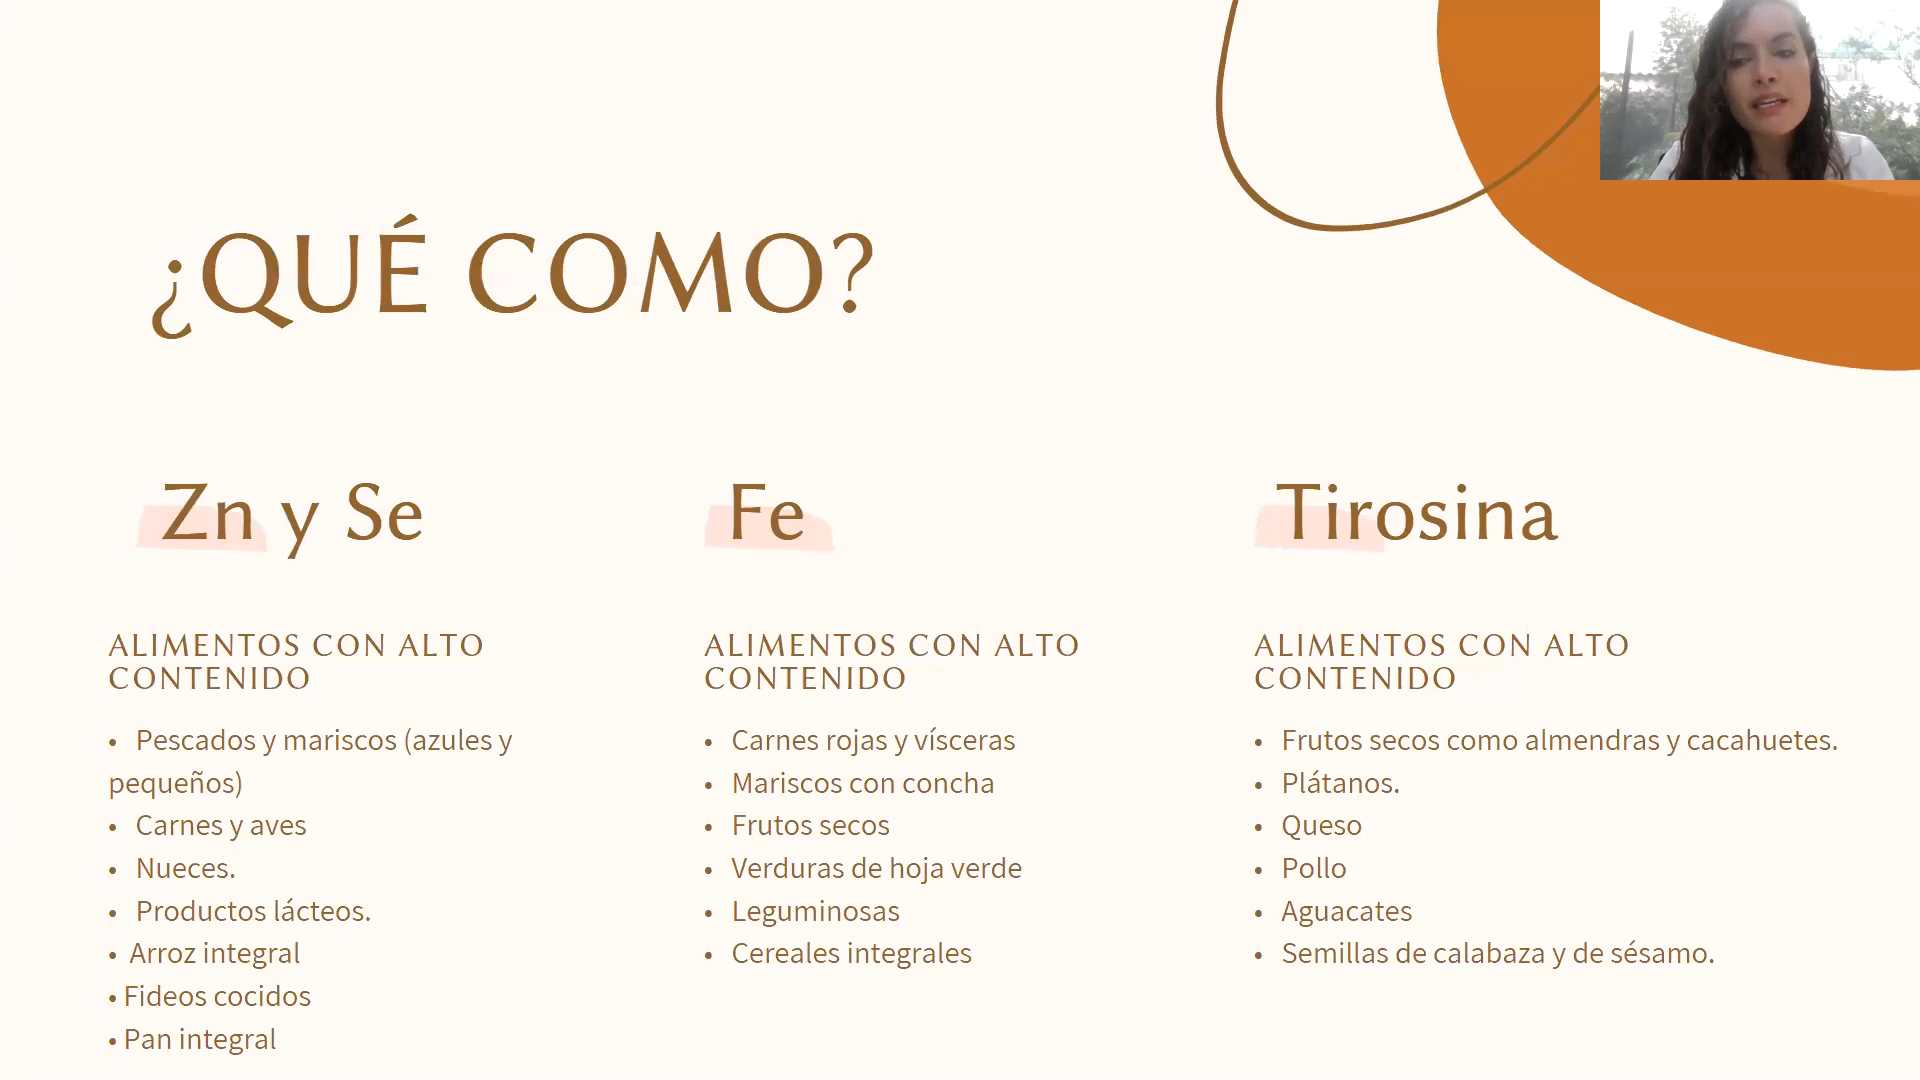 ¿QUÉ COMO?
Zn y Se
ALIMENTOS CON ALTO
CONTENIDO
• Pescados y mariscos (azules y
pequeños)
• Carnes y aves
• Nueces.
• Productos lácteos.
• Arroz integral
• Fideos cocidos
• Pan integral
Fe
ALIMENTOS CON ALTO
CONTENIDO
• Carnes rojas y vísceras
• Mariscos con concha
• Frutos secos
• Verduras de hoja verde
• Leguminosas
• Cereales integrales
Tirosina
ALIMENTOS CON ALTO
CONTENIDO
• Frutos secos como almendras y cacahuetes.
• Plátanos.
• Queso
• Pollo
• Aguacates
• Semillas de calabaza y de sésamo.